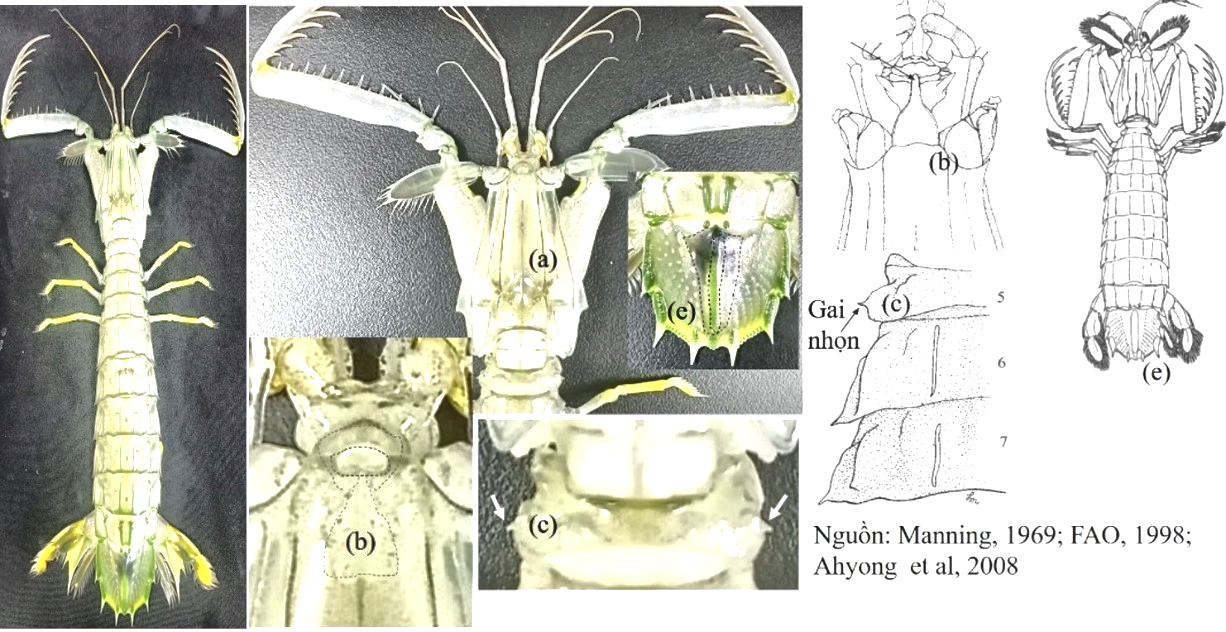 (a)
(e)
(b)
(c)
(b)
(c)
5
Gai
nhọn
6
7
(e)
Nguồn: Manning, 1969; FAO, 1998;
Ahyong et al, 2008